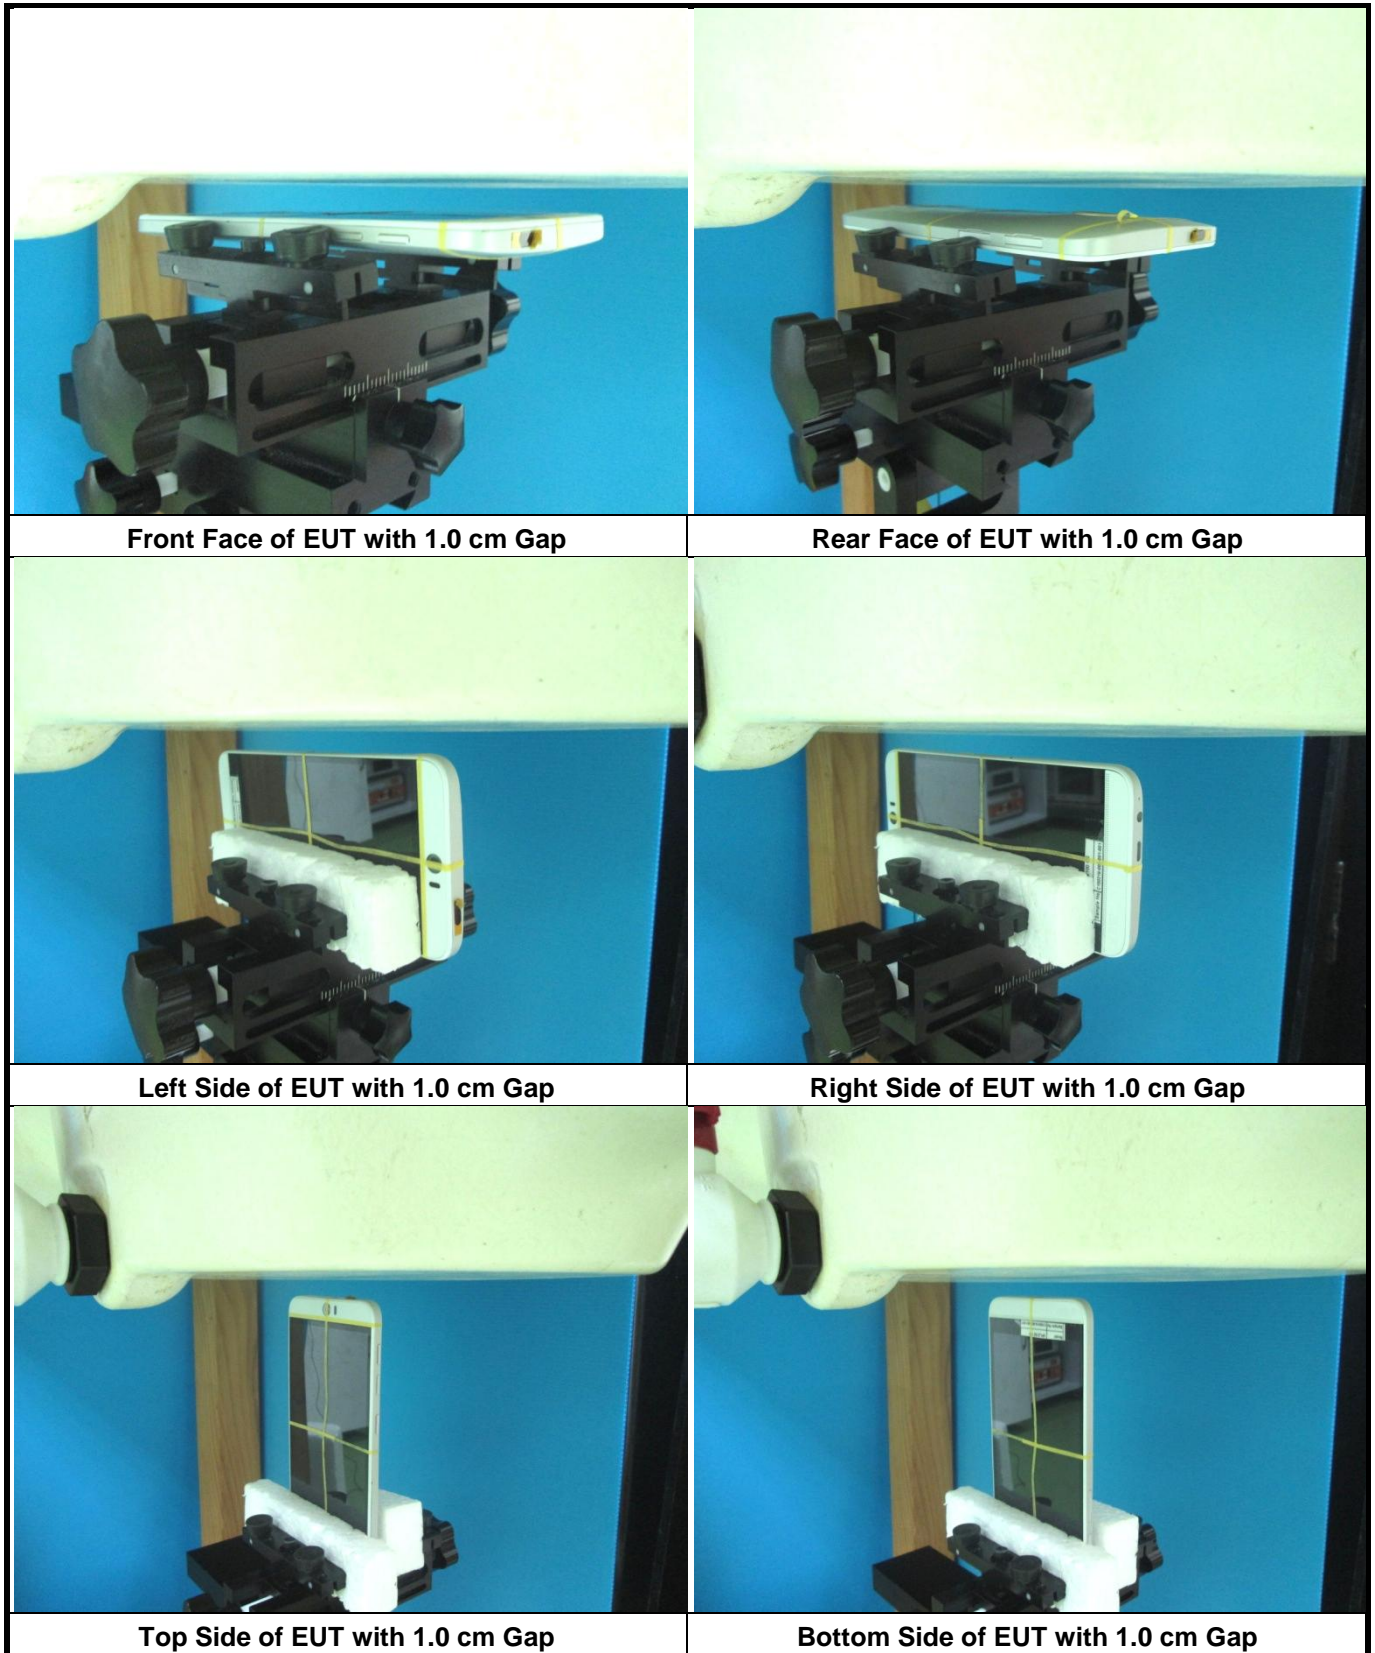 Front Face of EUT with 1.0 cm Gap
Rear Face of EUT with 1.0 cm Gap
Left Side of EUT with 1.0 cm Gap
Right Side of EUT with 1.0 cm Gap
Top Side of EUT with 1.0 cm Gap
Bottom Side of EUT with 1.0 cm Gap